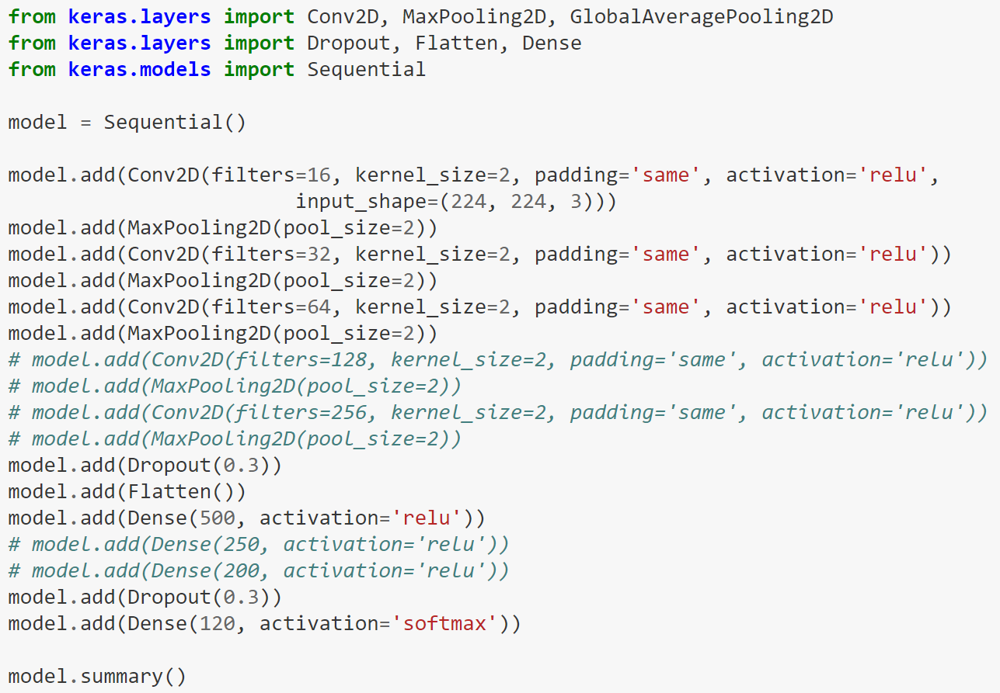 from keras.layers import Conv2D, MaxPooling2D, GlobalAveragePooling2D
from keras.layers import Dropout, Flatten, Dense
from keras.models import Sequential

model = Sequential()

model.add(Conv2D(filters=16, kernel_size=2, padding='same', activation='relu',
                        input_shape=(224, 224, 3)))
model.add(MaxPooling2D(pool_size=2))
model.add(Conv2D(filters=32, kernel_size=2, padding='same', activation='relu'))
model.add(MaxPooling2D(pool_size=2))
model.add(Conv2D(filters=64, kernel_size=2, padding='same', activation='relu'))
model.add(MaxPooling2D(pool_size=2))
# model.add(Conv2D(filters=128, kernel_size=2, padding='same', activation='relu'))
# model.add(MaxPooling2D(pool_size=2))
# model.add(Conv2D(filters=256, kernel_size=2, padding='same', activation='relu'))
# model.add(MaxPooling2D(pool_size=2))
model.add(Dropout(0.3))
model.add(Flatten())
model.add(Dense(500, activation='relu'))
# model.add(Dense(250, activation='relu'))
# model.add(Dense(200, activation='relu'))
model.add(Dropout(0.3))
model.add(Dense(120, activation='softmax'))

model.summary()